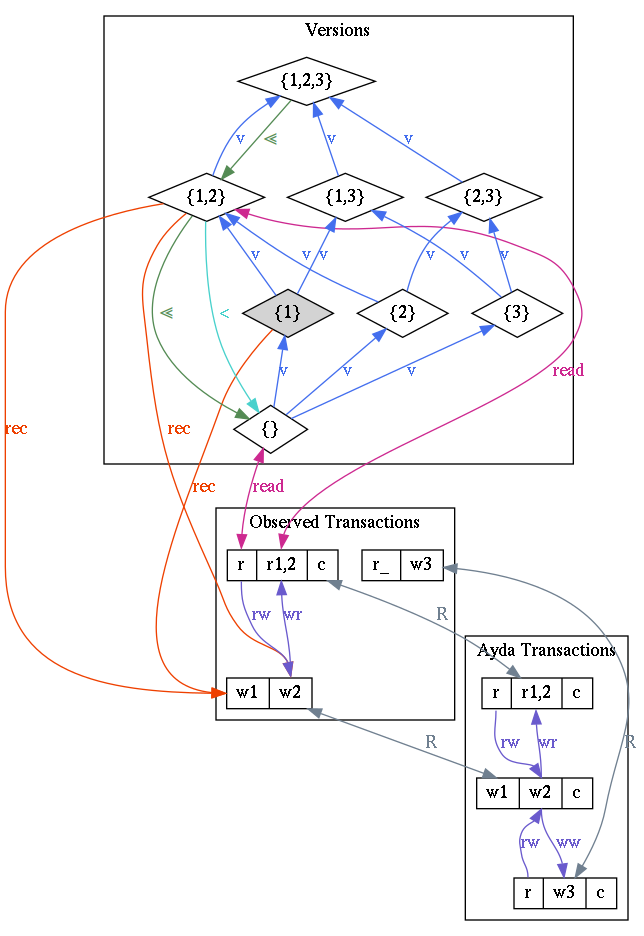 Versions
{1,2,3}
v ⋘ v v
{1,2} {1,3} {2,3}
v v v v v v
⋘ <
{1} {2} {3}
v v v
read
{}
rec rec
rec read
Observed Transactions
r r1,2 c r_ w3
rw wr R
Ayda Transactions
w1 w2 r r1,2 c
R rw wr R
w1 w2 c
rw ww
r w3 c